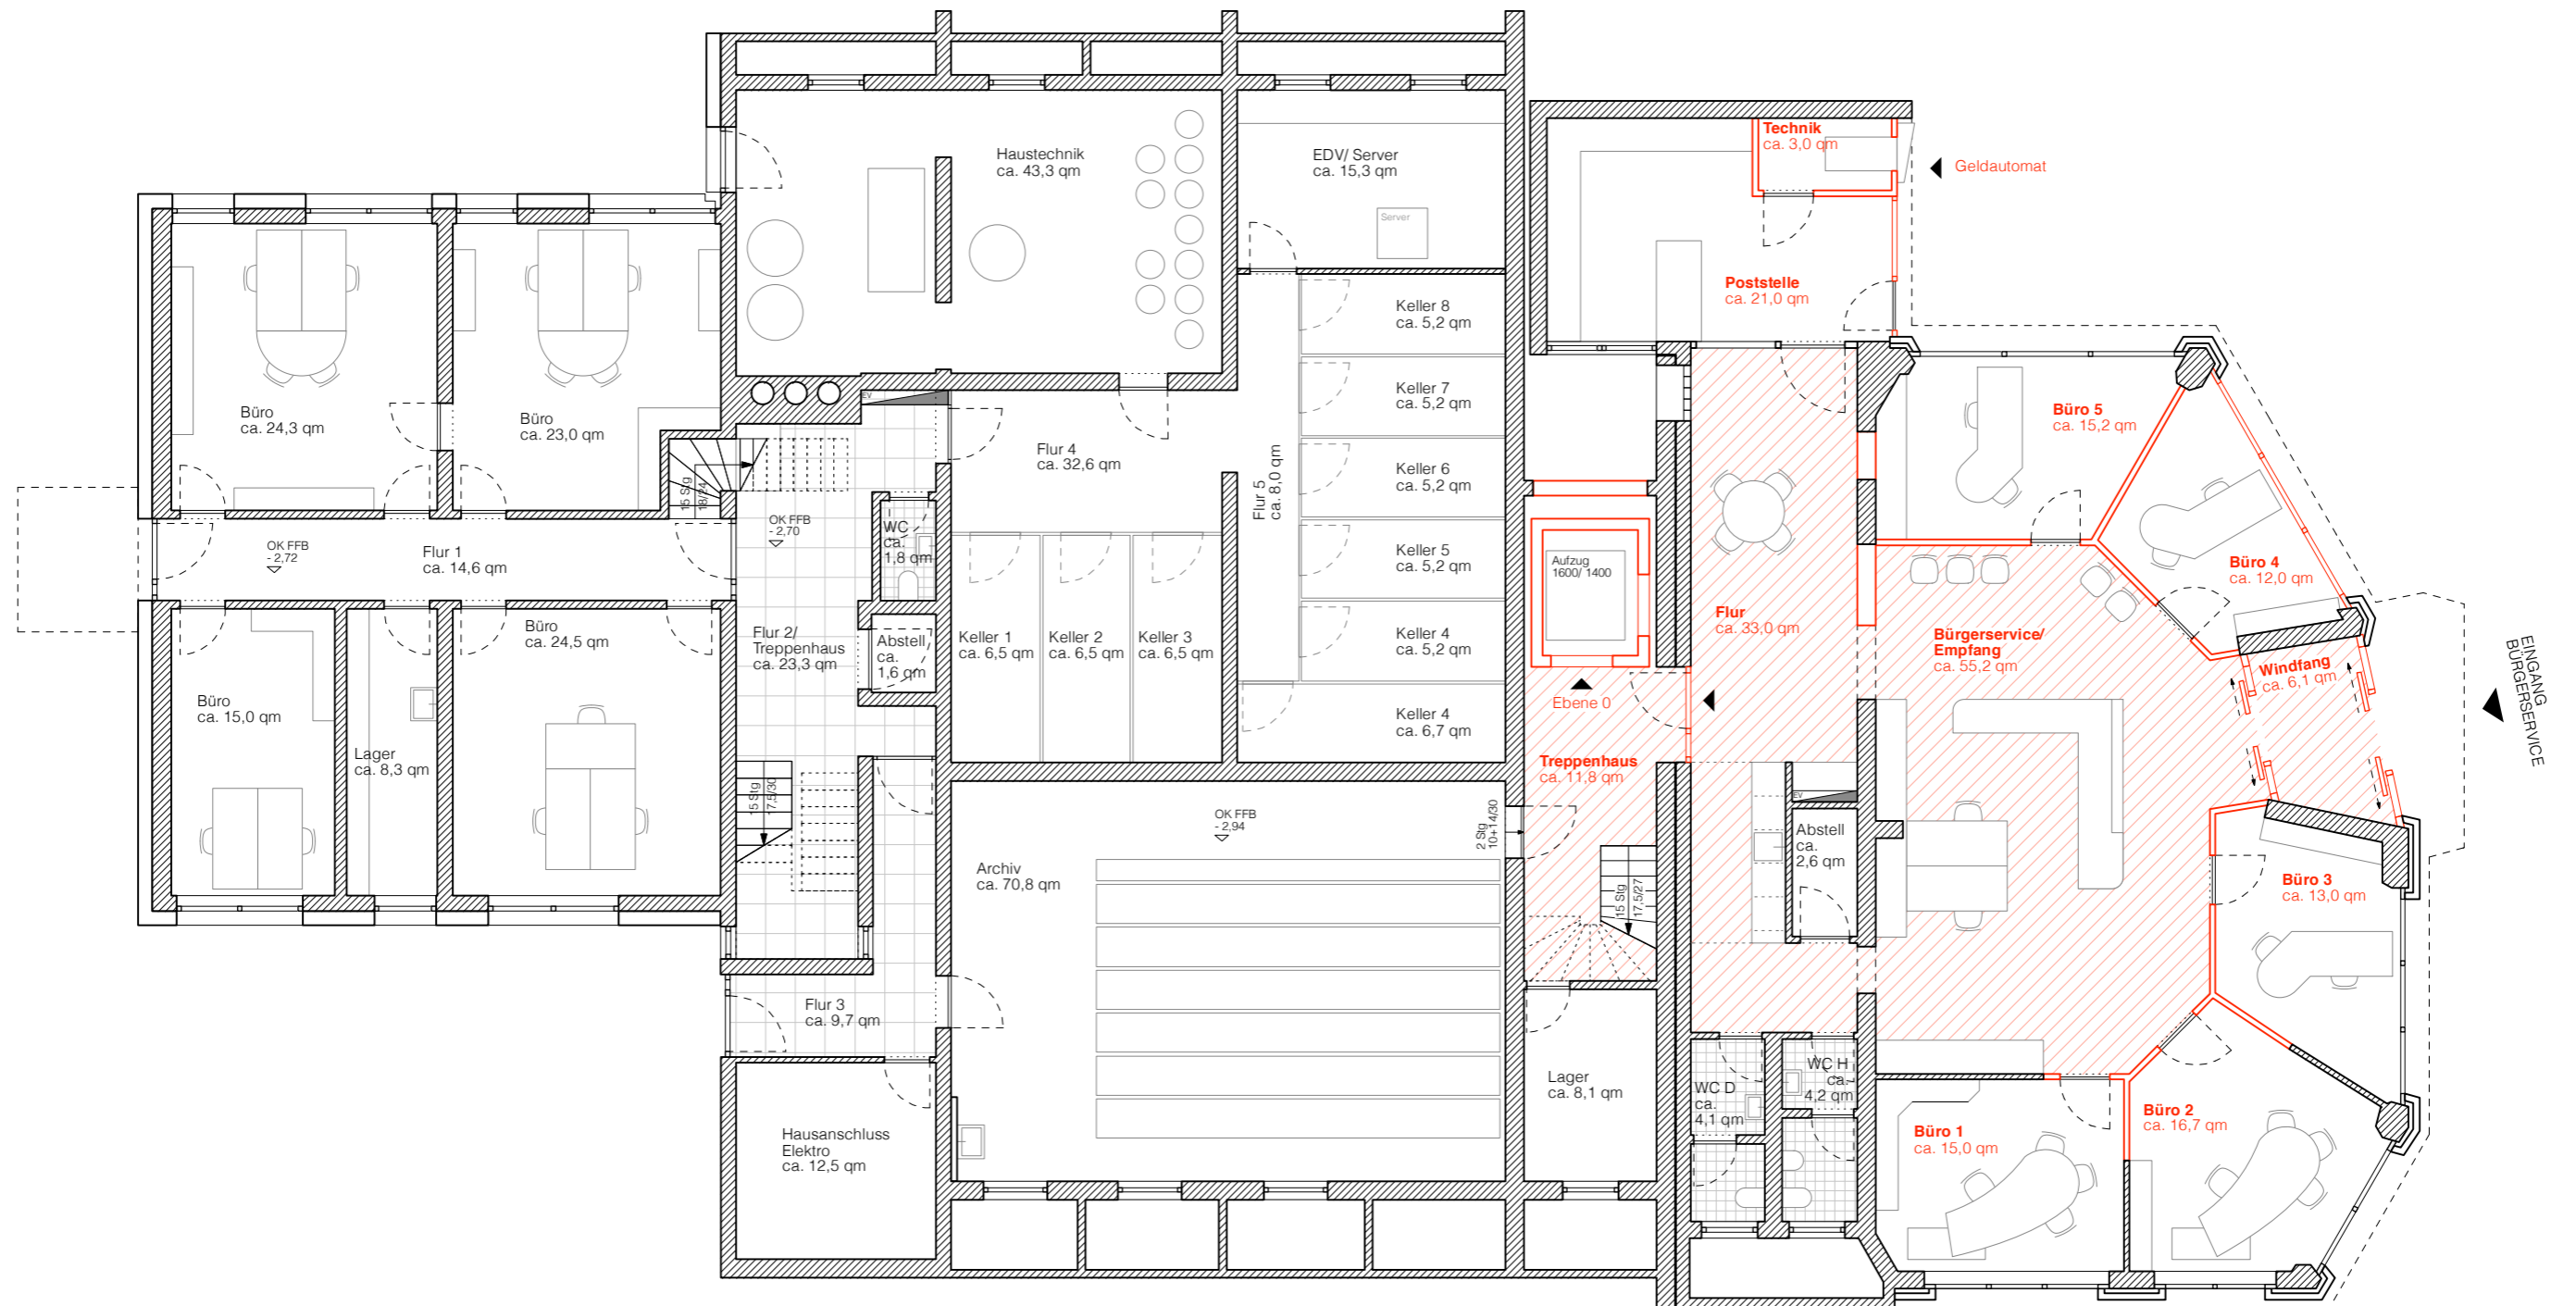 Büro
ca. 24,3 qm
Büro
ca. 23,0 qm
15 Stg
18/24
OK FFB
- 2,72
Flur 1
ca. 14,6 qm
Büro
ca. 15,0 qm
Lager
ca. 8,3 qm
Büro
ca. 24,5 qm
Haustechnik
ca. 43,3 qm
EDV/ Server
ca. 15,3 qm
Server
EV
OK FFB
- 2,70
WC
ca.
1,8 qm
Flur 2/
Treppenhaus
ca. 23,3 qm
Abstell
ca.
1,6 qm
15 Stg
17,5/30
Flur 3
ca. 9,7 qm
Hausanschluss
Elektro
ca. 12,5 qm
Flur 4
ca. 32,6 qm
Keller 1
ca. 6,5 qm
Keller 2
ca. 6,5 qm
Keller 3
ca. 6,5 qm
Flur 5
ca. 8,0 qm
Keller 8
ca. 5,2 qm
Keller 7
ca. 5,2 qm
Keller 6
ca. 5,2 qm
Keller 5
ca. 5,2 qm
Keller 4
ca. 5,2 qm
Keller 4
ca. 6,7 qm
OK FFB
- 2,94
Archiv
ca. 70,8 qm
2 Stg
10+14/30
Aufzug
1600/ 1400
Ebene 0
Treppenhaus
ca. 11,8 qm
15 Stg
17,5/27
Lager
ca. 8,1 qm
Technik
ca. 3,0 qm
Geldautomat
Poststelle
ca. 21,0 qm
Flur
ca. 33,0 qm
EV
Abstell
ca.
2,6 qm
WC D
ca.
4,1 qm
WC H
ca.
4,2 qm
Büro 5
ca. 15,2 qm
Büro 4
ca. 12,0 qm
Bürgerservice/
Empfang
ca. 55,2 qm
Windfang
ca. 6,1 qm
EINGANG
BÜRGERSERVICE
Büro 3
ca. 13,0 qm
Büro 2
ca. 16,7 qm
Büro 1
ca. 15,0 qm